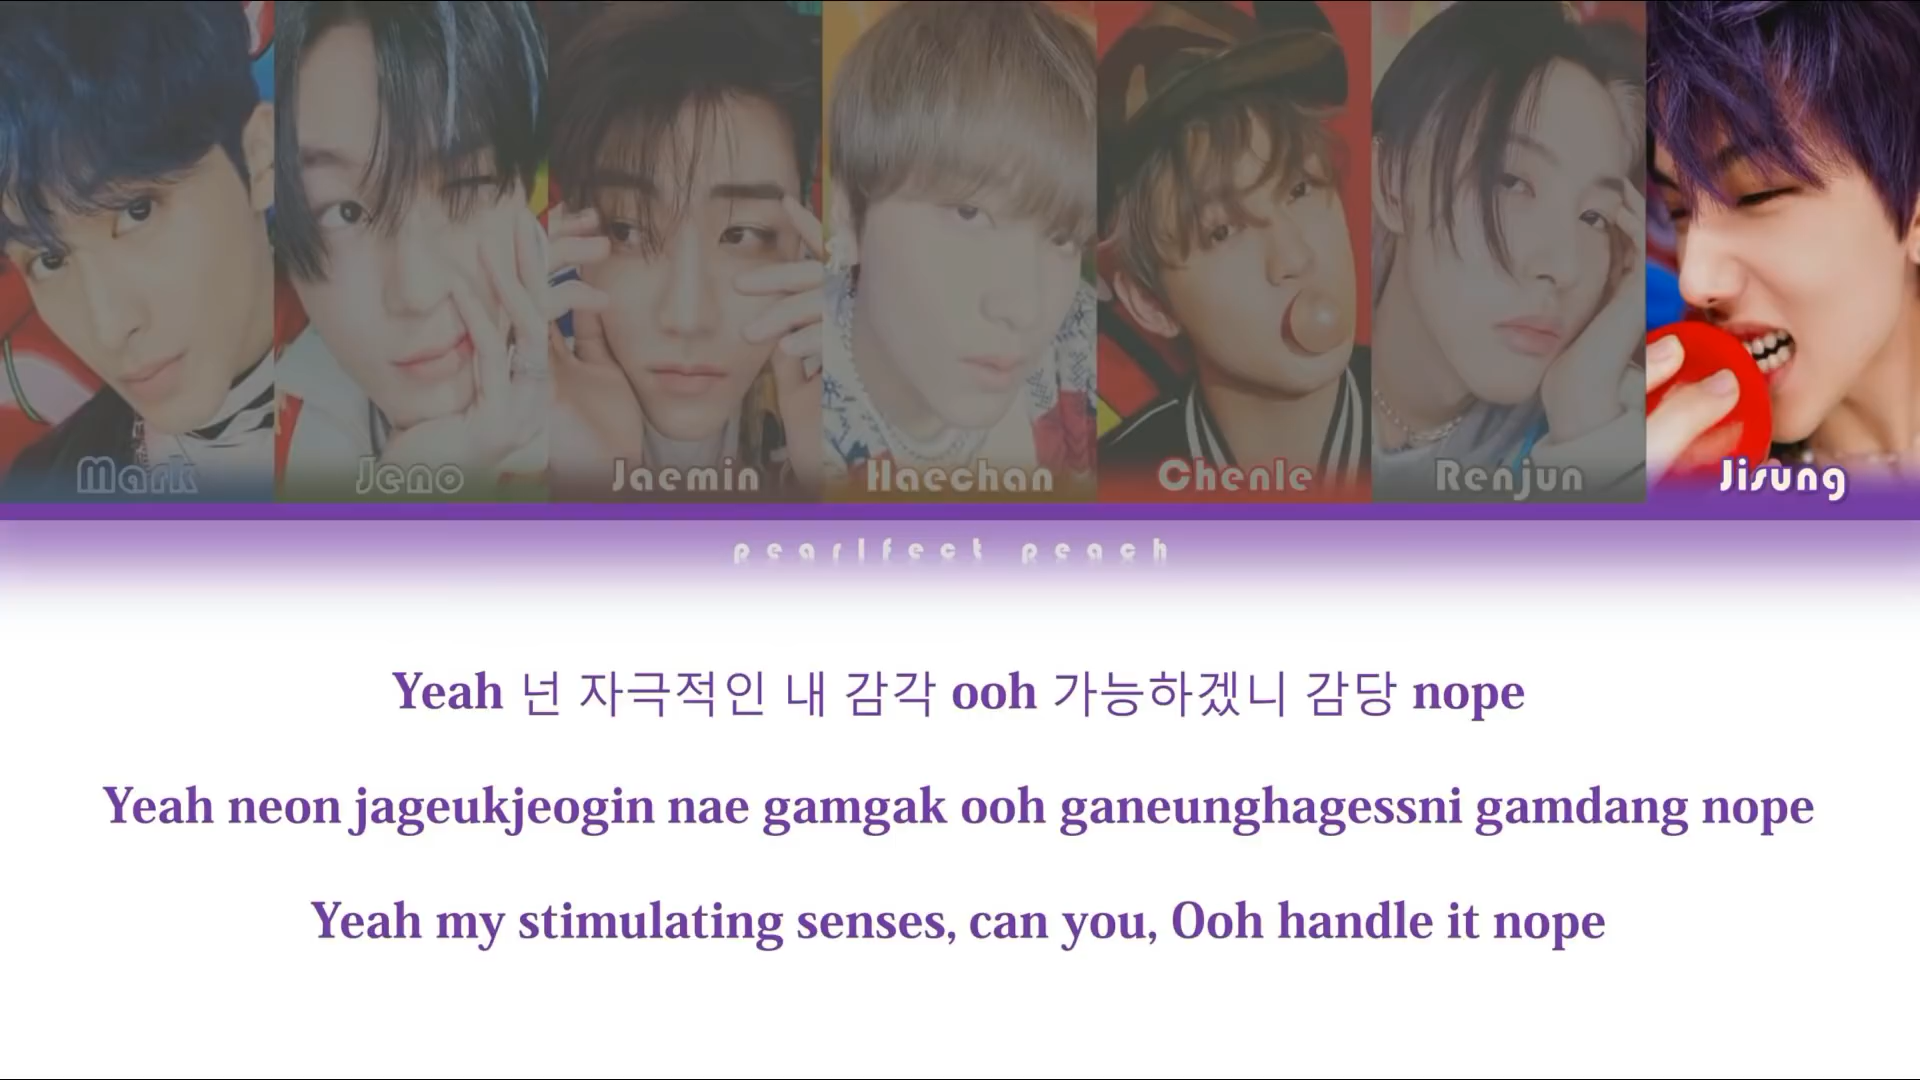 Mark Jeno Jaemin Haechan Chenle Renjun Jisung
pearlfect peach
Yeah 넌 자극적인 내 감각 ooh 가능하겠니 감당 nope
Yeah neon jageukjeogin nae gamgak ooh ganeunghagessni gamdang nope
Yeah my stimulating senses, can you, Ooh handle it nope